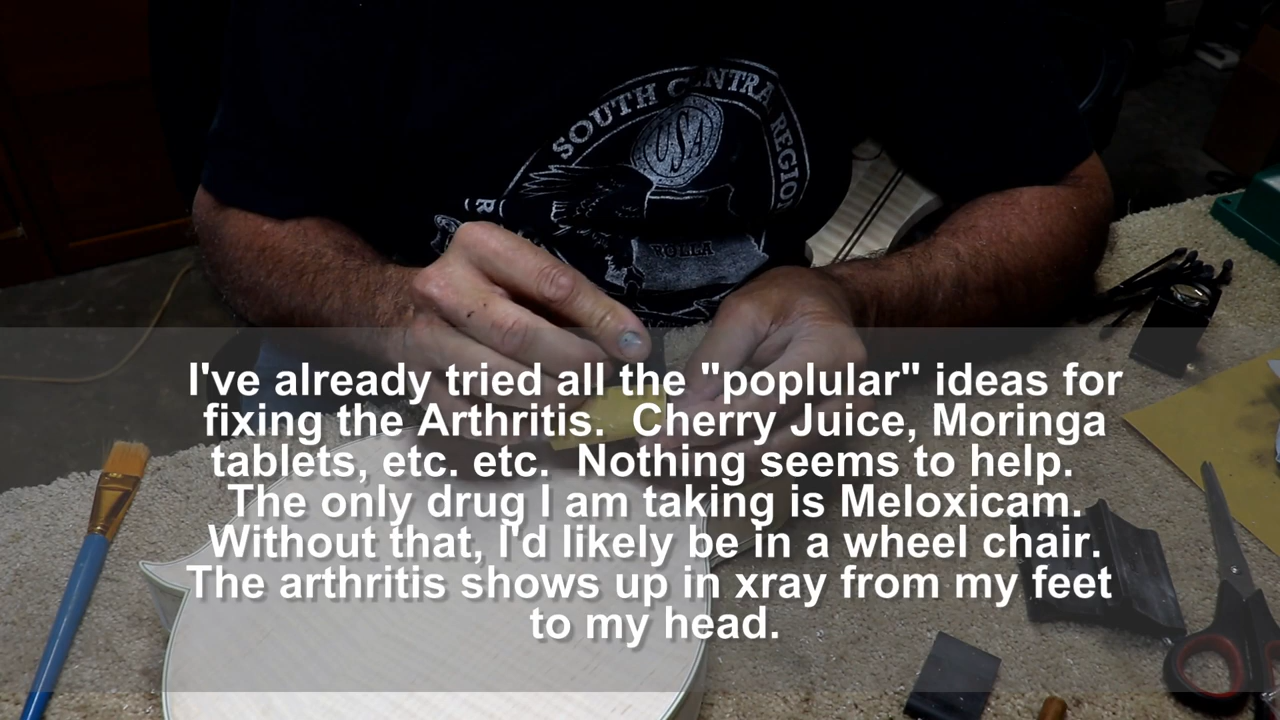 SOUTH CENTRAL REGIO
USA
R
ROLLA
I've already tried all the "poplular" ideas for
fixing the Arthritis.  Cherry Juice, Moringa
tablets, etc. etc.  Nothing seems to help.
The only drug I am taking is Meloxicam.
Without that, I'd likely be in a wheel chair.
The arthritis shows up in xray from my feet
to my head.